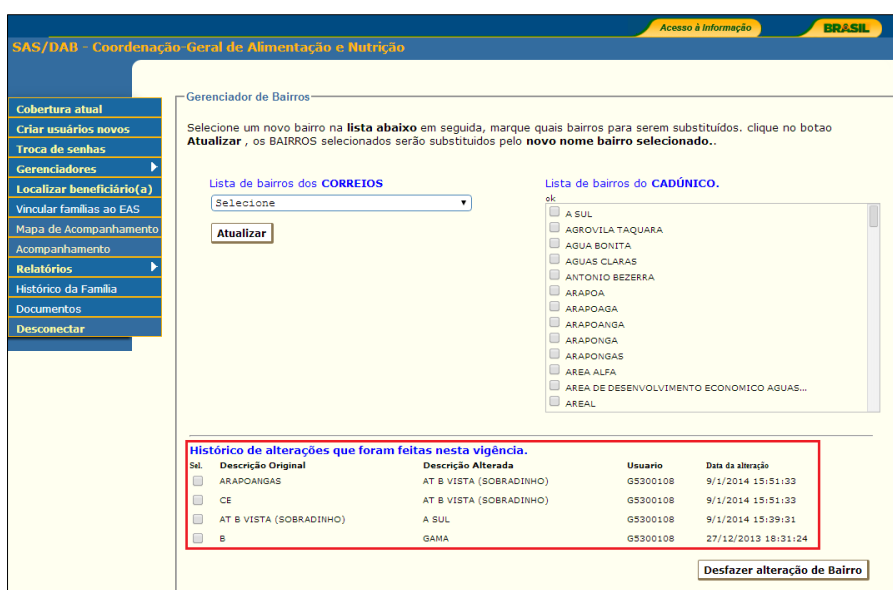 Acesso à Informação
BRASIL
SAS/DAB - Coordenação-Geral de Alimentação e Nutrição
Cobertura atual
Criar usuários novos
Troca de senhas
Gerenciadores
Localizar beneficiário(a)
Vincular famílias ao EAS
Mapa de Acompanhamento
Acompanhamento
Relatórios
Histórico da Família
Documentos
Desconectar
Gerenciador de Bairros
Selecione um novo bairro na lista abaixo em seguida, marque quais bairros para serem substituídos. clique no botao
Atualizar , os BAIRROS selecionados serão substituidos pelo novo nome bairro selecionado..
Lista de bairros dos CORREIOS
Selecione
Atualizar
Lista de bairros do CADÚNICO.
ok
A SUL
AGROVILA TAQUARA
AGUA BONITA
AGUAS CLARAS
ANTONIO BEZERRA
ARAPOA
ARAPOAGA
ARAPOANGA
ARAPONGA
ARAPONGAS
AREA ALFA
AREA DE DESENVOLVIMENTO ECONOMICO AGUAS...
AREAL
Histórico de alterações que foram feitas nesta vigência.
Sel. Descrição Original Descrição Alterada Usuario Data da alteração
ARAPOANGAS AT B VISTA (SOBRADINHO) G5300108 9/1/2014 15:51:33
CE AT B VISTA (SOBRADINHO) G5300108 9/1/2014 15:51:33
AT B VISTA (SOBRADINHO) A SUL G5300108 9/1/2014 15:39:31
B GAMA G5300108 27/12/2013 18:31:24
Desfazer alteração de Bairro